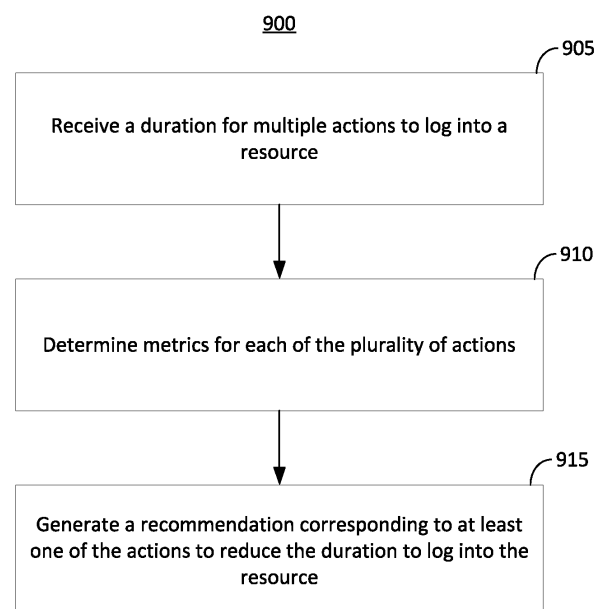 900
905
Receive a duration for multiple actions to log into a
resource
910
Determine metrics for each of the plurality of actions
915
Generate a recommendation corresponding to at least
one of the actions to reduce the duration to log into the
resource